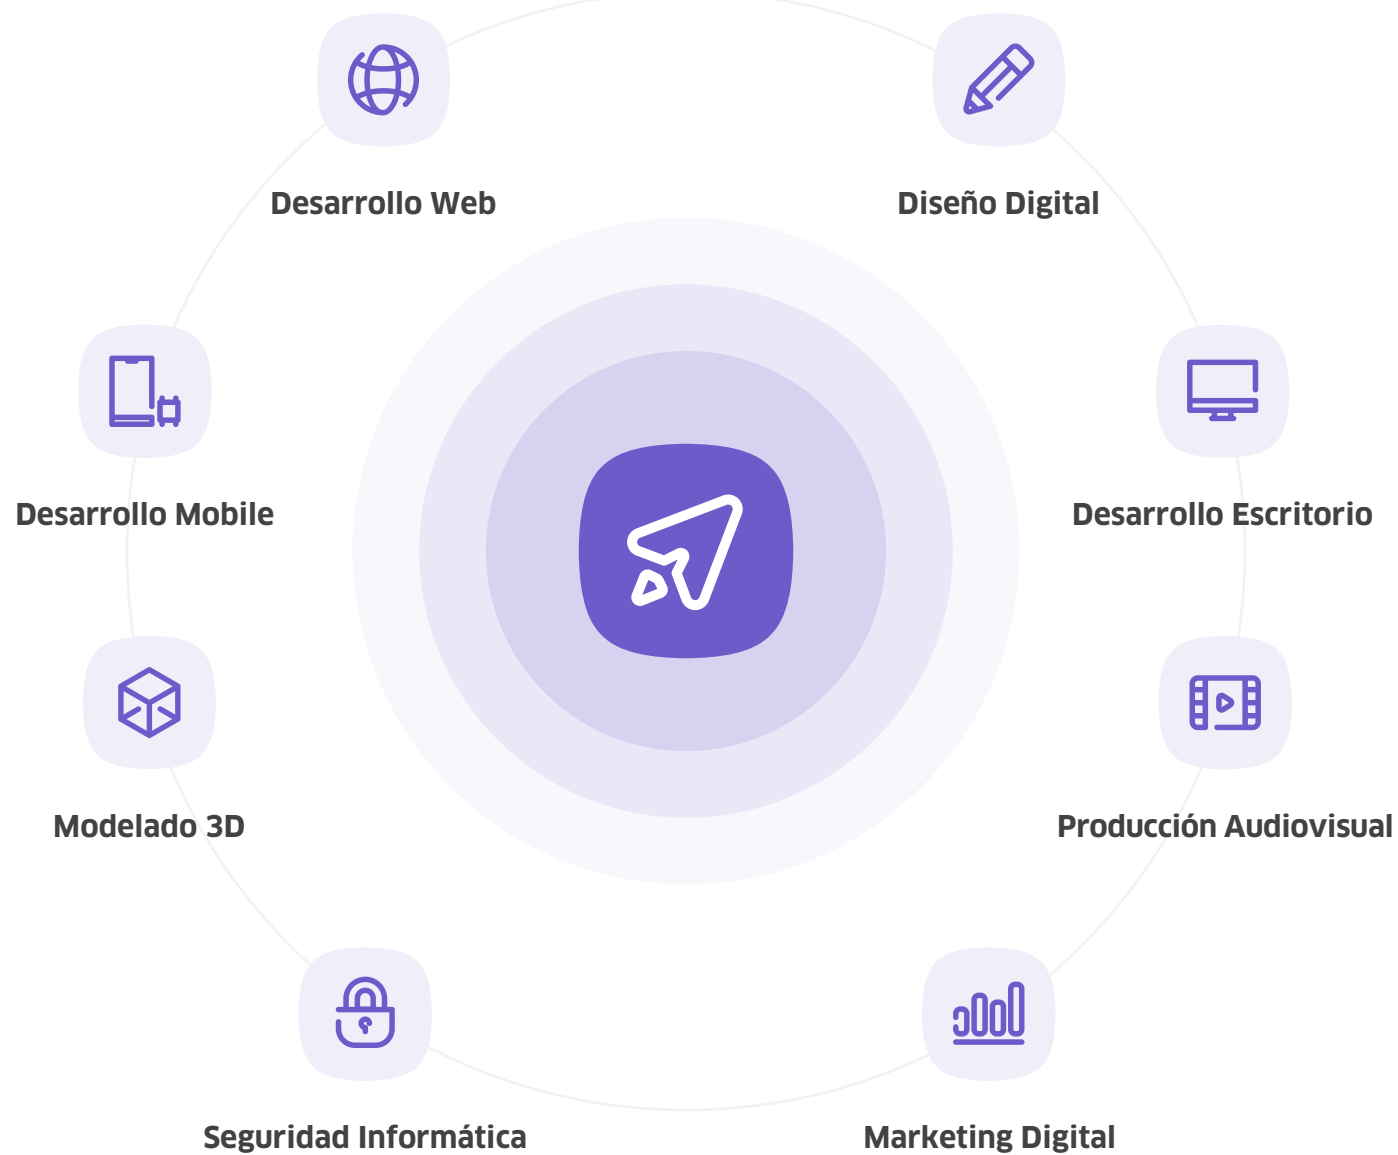 Desarrollo Web
Diseño Digital
Desarrollo Mobile
Desarrollo Escritorio
Modelado 3D
Producción Audiovisual
Seguridad Informática
Marketing Digital